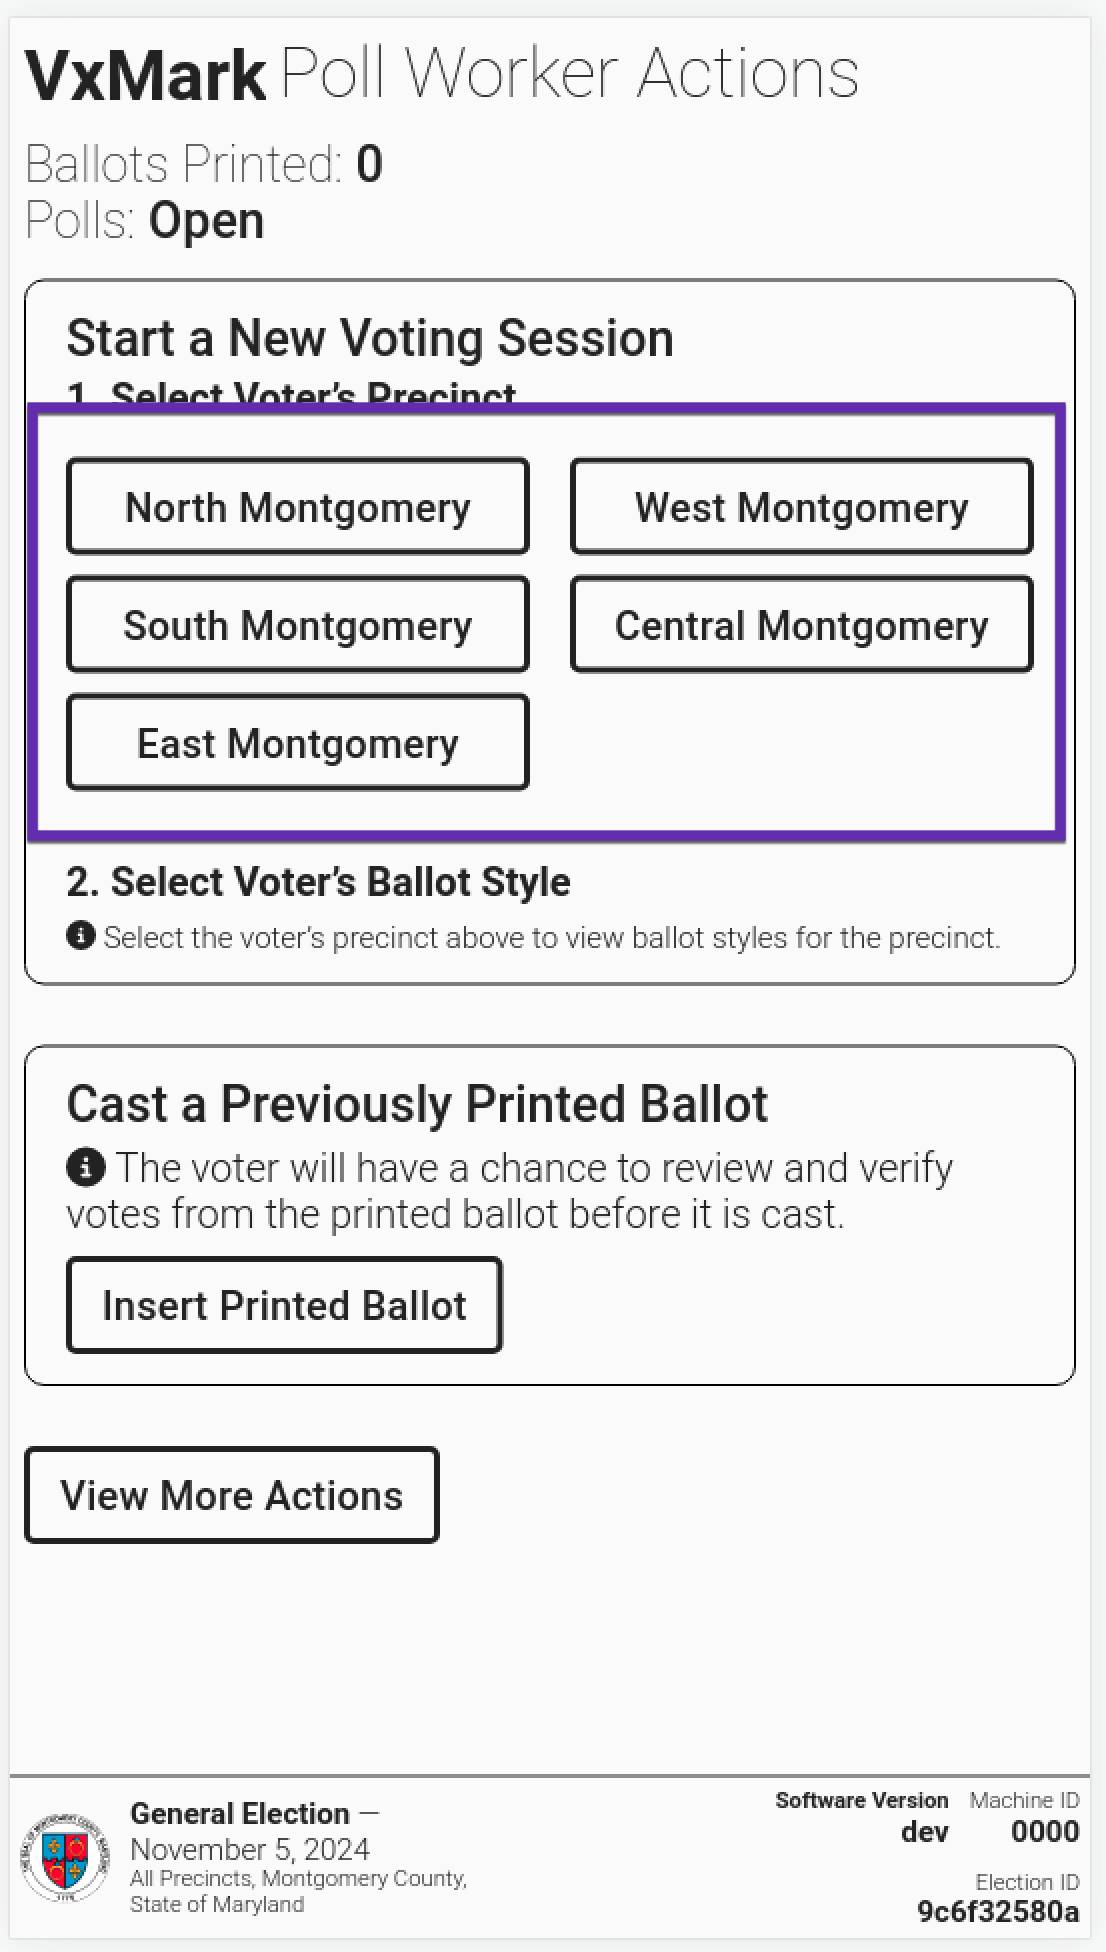 VxMark Poll Worker Actions
Ballots Printed: 0
Polls: Open
Start a New Voting Session
1. Select Voter’s Precinct
North Montgomery
West Montgomery
South Montgomery
Central Montgomery
East Montgomery
2. Select Voter’s Ballot Style
Select the voter’s precinct above to view ballot styles for the precinct.
Cast a Previously Printed Ballot
The voter will have a chance to review and verify
votes from the printed ballot before it is cast.
Insert Printed Ballot
View More Actions
General Election —
November 5, 2024
All Precincts, Montgomery County,
State of Maryland
Software Version
dev
Machine ID
0000
Election ID
9c6f32580a